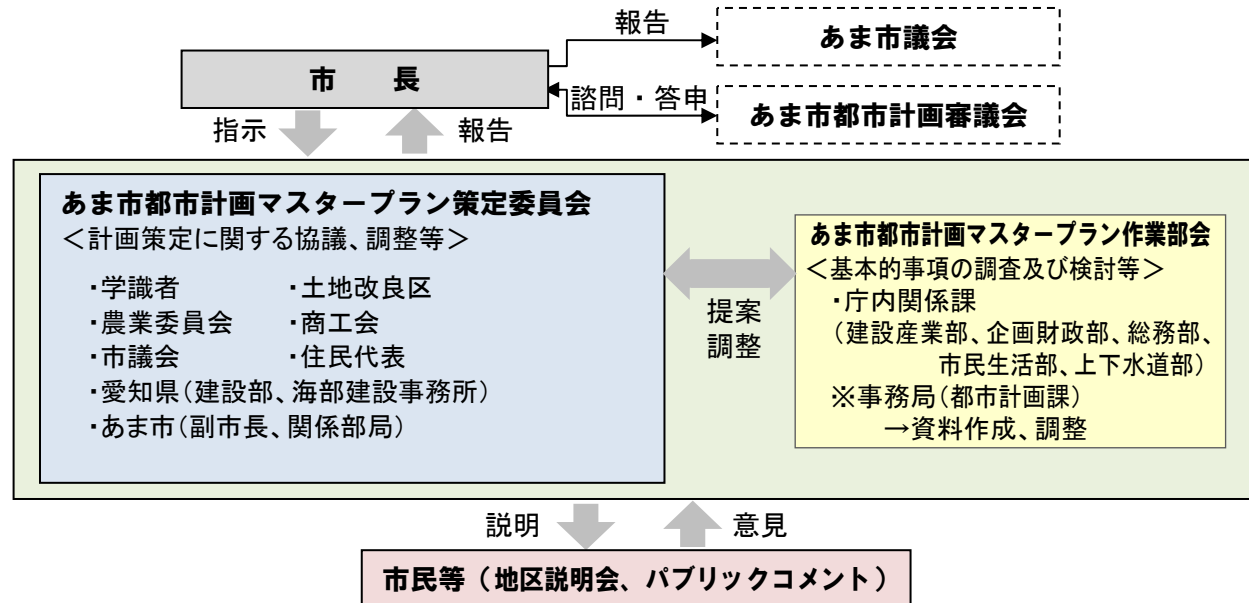 報告
あま市議会
市　　長
諮問・答申
あま市都市計画審議会
指示
報告
あま市都市計画マスタープラン策定委員会
＜計画策定に関する協議、調整等＞
・学識者　・土地改良区
・農業委員会　・商工会
・市議会　・住民代表
・愛知県（建設部、海部建設事務所）
・あま市（副市長、関係部局）
提案
調整
あま市都市計画マスタープラン作業部会
＜基本的事項の調査及び検討等＞
・庁内関係課
（建設産業部、企画財政部、総務部、
市民生活部、上下水道部）
※事務局（都市計画課）
→資料作成、調整
説明
意見
市民等（地区説明会、パブリックコメント）